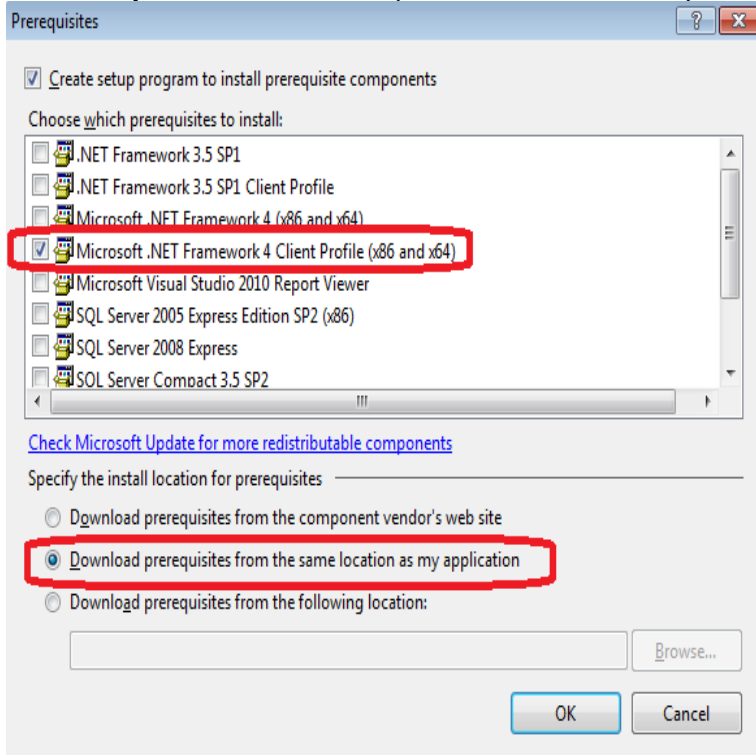 Prerequisites
Create setup program to install prerequisite components
Choose which prerequisites to install:
.NET Framework 3.5 SP1
.NET Framework 3.5 SP1 Client Profile
Microsoft .NET Framework 4 (x86 and x64)
Microsoft .NET Framework 4 Client Profile (x86 and x64)
Microsoft Visual Studio 2010 Report Viewer
SQL Server 2005 Express Edition SP2 (x86)
SQL Server 2008 Express
SQL Server Compact 3.5 SP2
Check Microsoft Update for more redistributable components
Specify the install location for prerequisites
Download prerequisites from the component vendor's web site
Download prerequisites from the same location as my application
Download prerequisites from the following location:
Browse...
OK Cancel